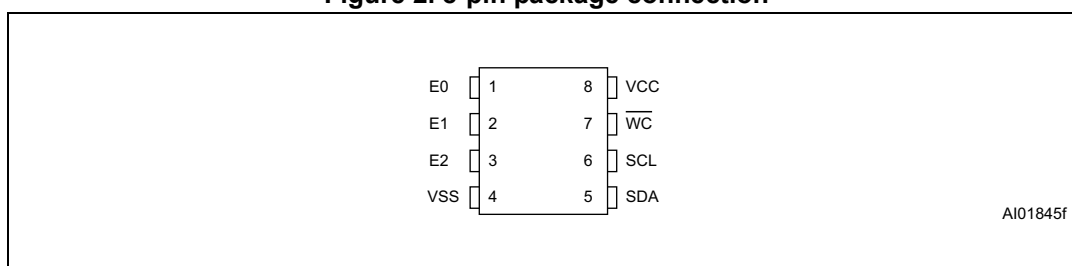 Figure 2. 8-pin package connection
E0 1 8 VCC
E1 2 7 W̅C̅
E2 3 6 SCL
VSS 4 5 SDA
AI01845f